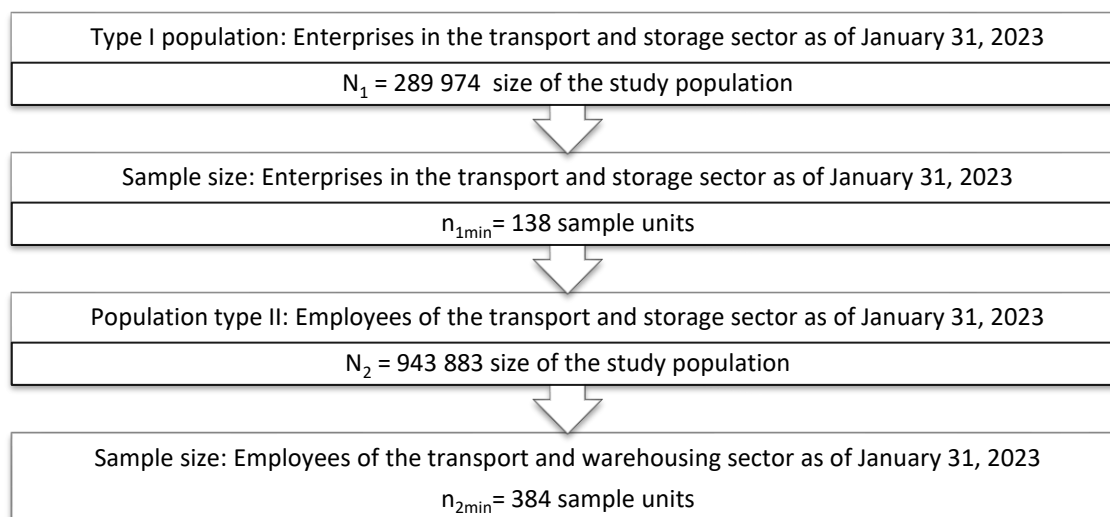 Type I population: Enterprises in the transport and storage sector as of January 31, 2023
N₁ = 289 974 size of the study population
Sample size: Enterprises in the transport and storage sector as of January 31, 2023
n₁ₘᵢₙ= 138 sample units
Population type II: Employees of the transport and storage sector as of January 31, 2023
N₂ = 943 883 size of the study population
Sample size: Employees of the transport and warehousing sector as of January 31, 2023
n₂ₘᵢₙ= 384 sample units